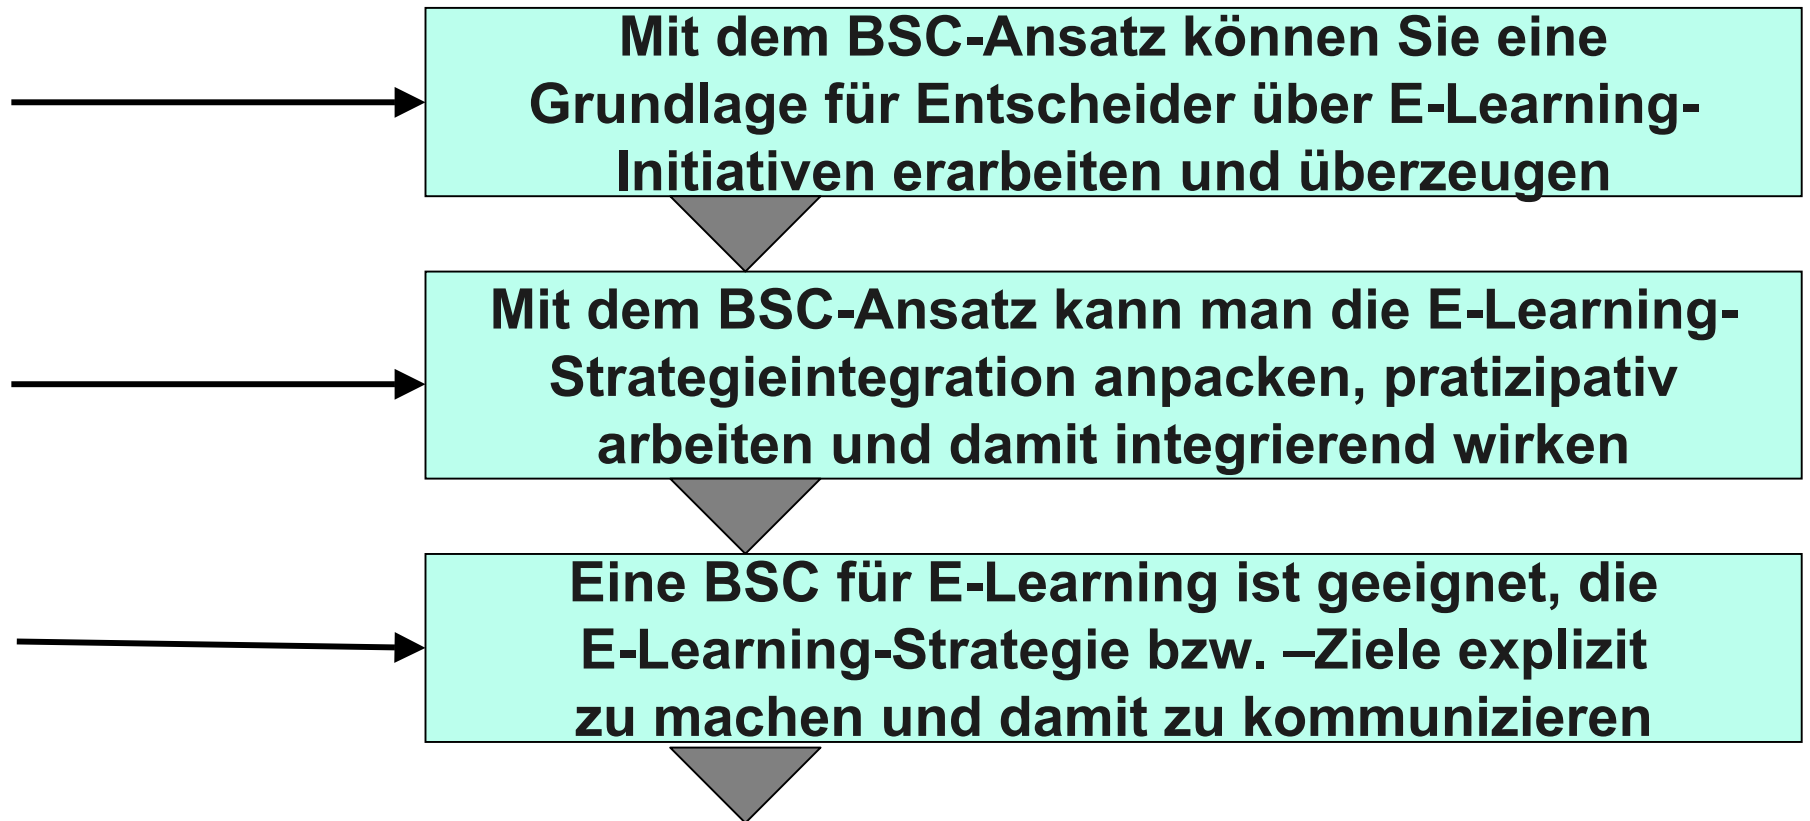 Mit dem BSC-Ansatz können Sie eine
Grundlage für Entscheider über E-Learning-
Initiativen erarbeiten und überzeugen
Mit dem BSC-Ansatz kann man die E-Learning-
Strategieintegration anpacken, pratizipativ
arbeiten und damit integrierend wirken
Eine BSC für E-Learning ist geeignet, die
E-Learning-Strategie bzw. –Ziele explizit
zu machen und damit zu kommunizieren